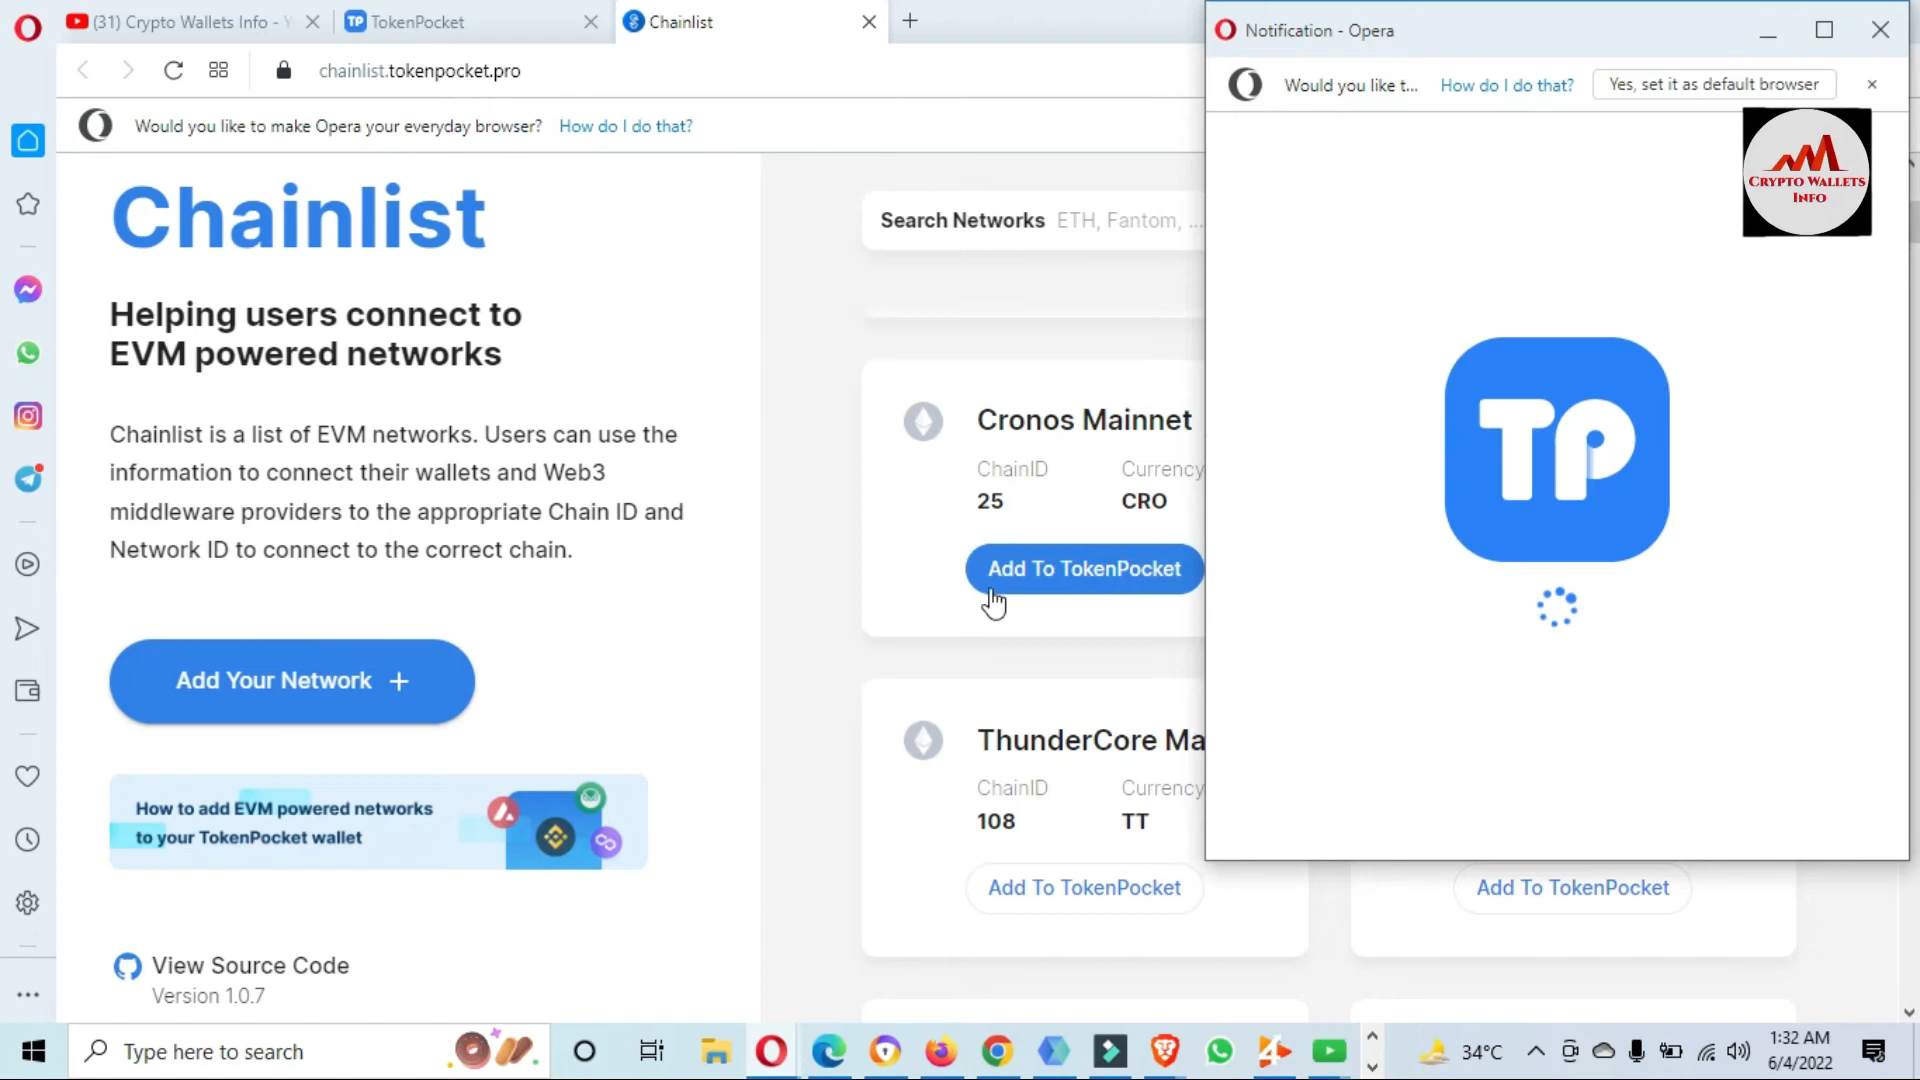 (31) Crypto Wallets Info -
TokenPocket
Chainlist
chainlist.tokenpocket.pro
Would you like to make Opera your everyday browser? How do I do that?
Chainlist
Helping users connect to
EVM powered networks
Chainlist is a list of EVM networks. Users can use the
information to connect their wallets and Web3
middleware providers to the appropriate Chain ID and
Network ID to connect to the correct chain.
Add Your Network +
How to add EVM powered networks
to your TokenPocket wallet
View Source Code
Version 1.0.7
Search Networks ETH, Fantom, ...
Cronos Mainnet
ChainID Currency
25 CRO
Add To TokenPocket
ThunderCore Ma
ChainID Currency
108 TT
Add To TokenPocket
Add To TokenPocket
Notification - Opera
Would you like t... How do I do that? Yes, set it as default browser
CRYPTO WALLETS
INFO
TP
Type here to search
34°C
1:32 AM
6/4/2022